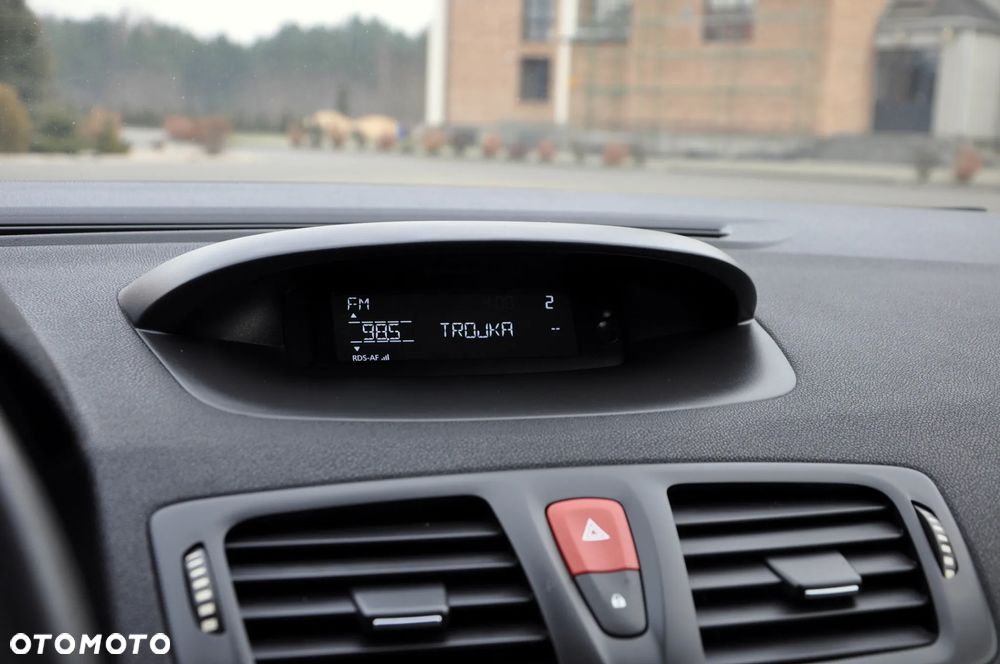 FM 2
98.5 TROJKA --
RDS-AF
OTOMOTO